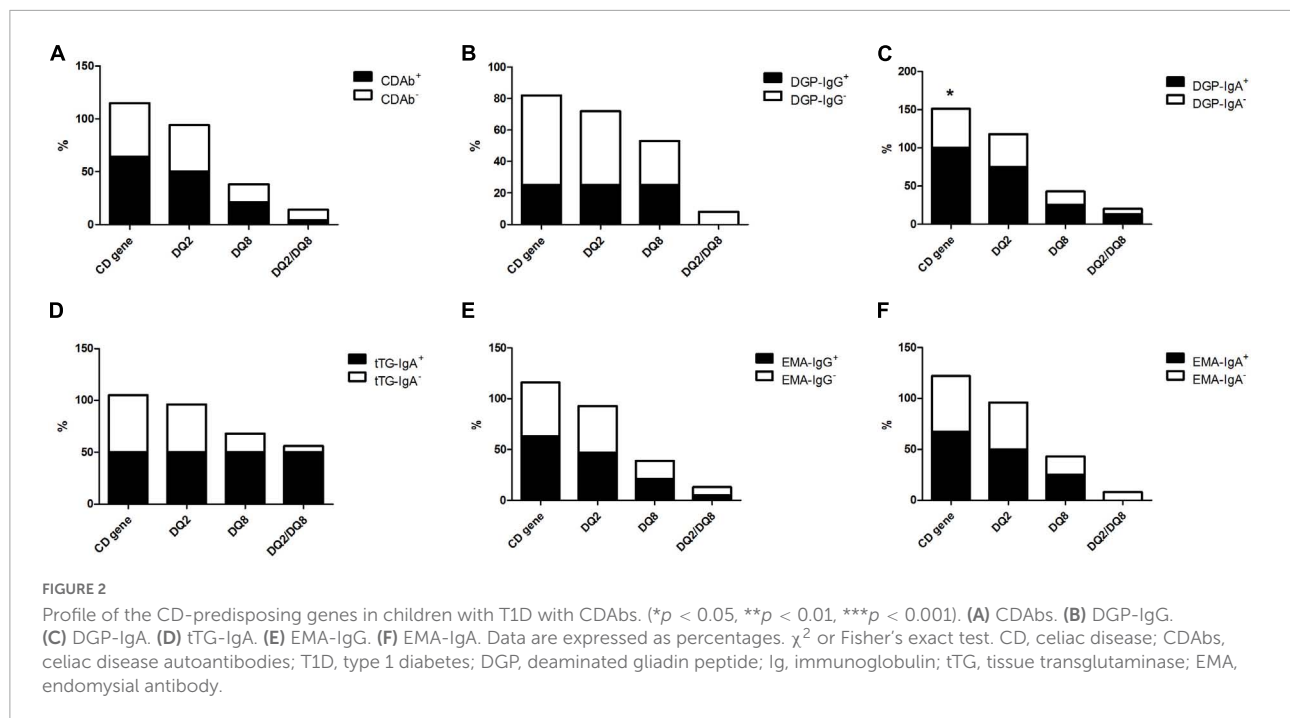 A
150
100
50
0
%
CD gene
DQ2
DQ8
DQ2/DQ8
CDAb+
CDAb-
B
100
80
60
40
20
0
%
CD gene
DQ2
DQ8
DQ2/DQ8
DGP-IgG+
DGP-IgG-
C
200
150
100
50
0
%
*
CD gene
DQ2
DQ8
DQ2/DQ8
DGP-IgA+
DGP-IgA-
D
150
100
50
0
%
CD gene
DQ2
DQ8
DQ2/DQ8
tTG-IgA+
tTG-IgA-
E
150
100
50
0
%
CD gene
DQ2
DQ8
DQ2/DQ8
EMA-IgG+
EMA-IgG-
F
150
100
50
0
%
CD gene
DQ2
DQ8
DQ2/DQ8
EMA-IgA+
EMA-IgA-
FIGURE 2
Profile of the CD-predisposing genes in children with T1D with CDAbs. (*p < 0.05, **p < 0.01, ***p < 0.001). (A) CDAbs. (B) DGP-IgG.
(C) DGP-IgA. (D) tTG-IgA. (E) EMA-IgG. (F) EMA-IgA. Data are expressed as percentages. χ2 or Fisher's exact test. CD, celiac disease; CDAbs,
celiac disease autoantibodies; T1D, type 1 diabetes; DGP, deaminated gliadin peptide; Ig, immunoglobulin; tTG, tissue transglutaminase; EMA,
endomysial antibody.